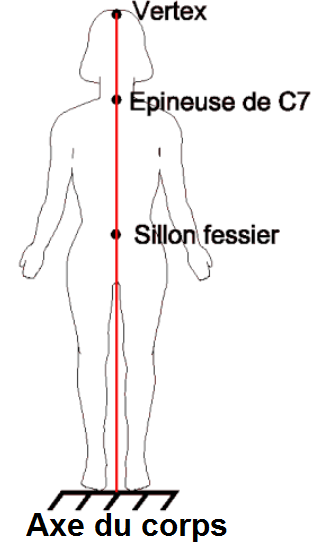 Vertex
Epineuse de C7
Sillon fessier
Axe du corps